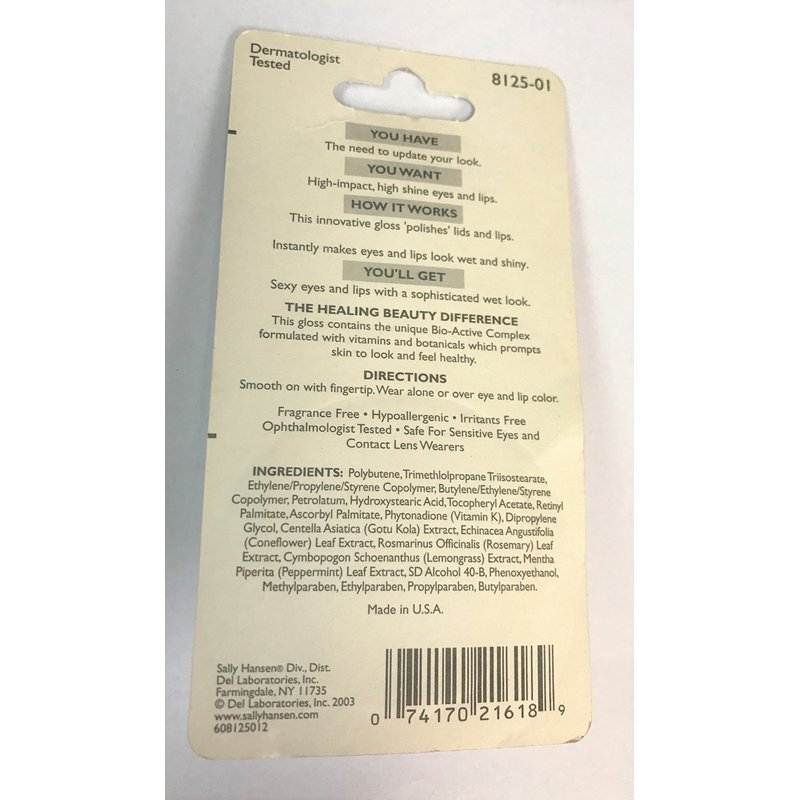 Dermatologist
Tested
8125-01
YOU HAVE
The need to update your look.
YOU WANT
High-impact, high shine eyes and lips.
HOW IT WORKS
This innovative gloss 'polishes' lids and lips.
Instantly makes eyes and lips look wet and shiny.
YOU'LL GET
Sexy eyes and lips with a sophisticated wet look.
THE HEALING BEAUTY DIFFERENCE
This gloss contains the unique Bio-Active Complex
formulated with vitamins and botanicals which prompts
skin to look and feel healthy.
DIRECTIONS
Smooth on with fingertip. Wear alone or over eye and lip color.
Fragrance Free • Hypoallergenic • Irritants Free
Ophthalmologist Tested • Safe For Sensitive Eyes and
Contact Lens Wearers
INGREDIENTS: Polybutene, Trimethlolpropane Triisostearate,
Ethylene/Propylene/Styrene Copolymer, Butylene/Ethylene/Styrene
Copolymer, Petrolatum, Hydroxystearic Acid, Tocopheryl Acetate, Retinyl
Palmitate, Ascorbyl Palmitate, Phytonadione (Vitamin K), Dipropylene
Glycol, Centella Asiatica (Gotu Kola) Extract, Echinacea Angustifolia
(Coneflower) Leaf Extract, Rosmarinus Officinalis (Rosemary) Leaf
Extract, Cymbopogon Schoenanthus (Lemongrass) Extract, Mentha
Piperita (Peppermint) Leaf Extract, SD Alcohol 40-B, Phenoxyethanol,
Methylparaben, Ethylparaben, Propylparaben, Butylparaben.
Made in U.S.A.
Sally Hansen® Div., Dist.
Del Laboratories, Inc.
Farmingdale, NY 11735
© Del Laboratories, Inc. 2003
www.sallyhansen.com
608125012
0 74170 21618 9